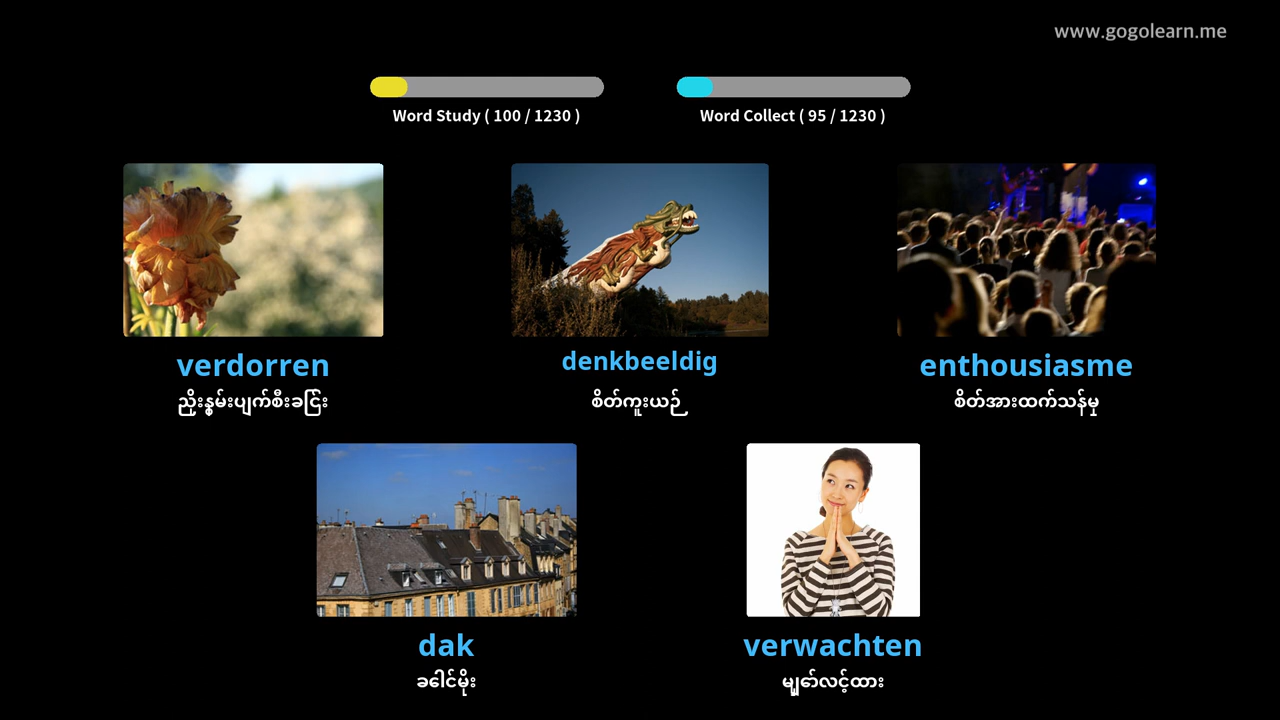 www.gogolearn.me
Word Study ( 100 / 1230 )
Word Collect ( 95 / 1230 )
verdorren
denkbeeldig
enthousiasme
ညှိုးနွမ်းပျက်စီးခြင်း
စိတ်ကူးယဉ်
စိတ်အားထက်သန်မှု
dak
verwachten
ခေါင်မိုး
မျှော်လင့်ထား